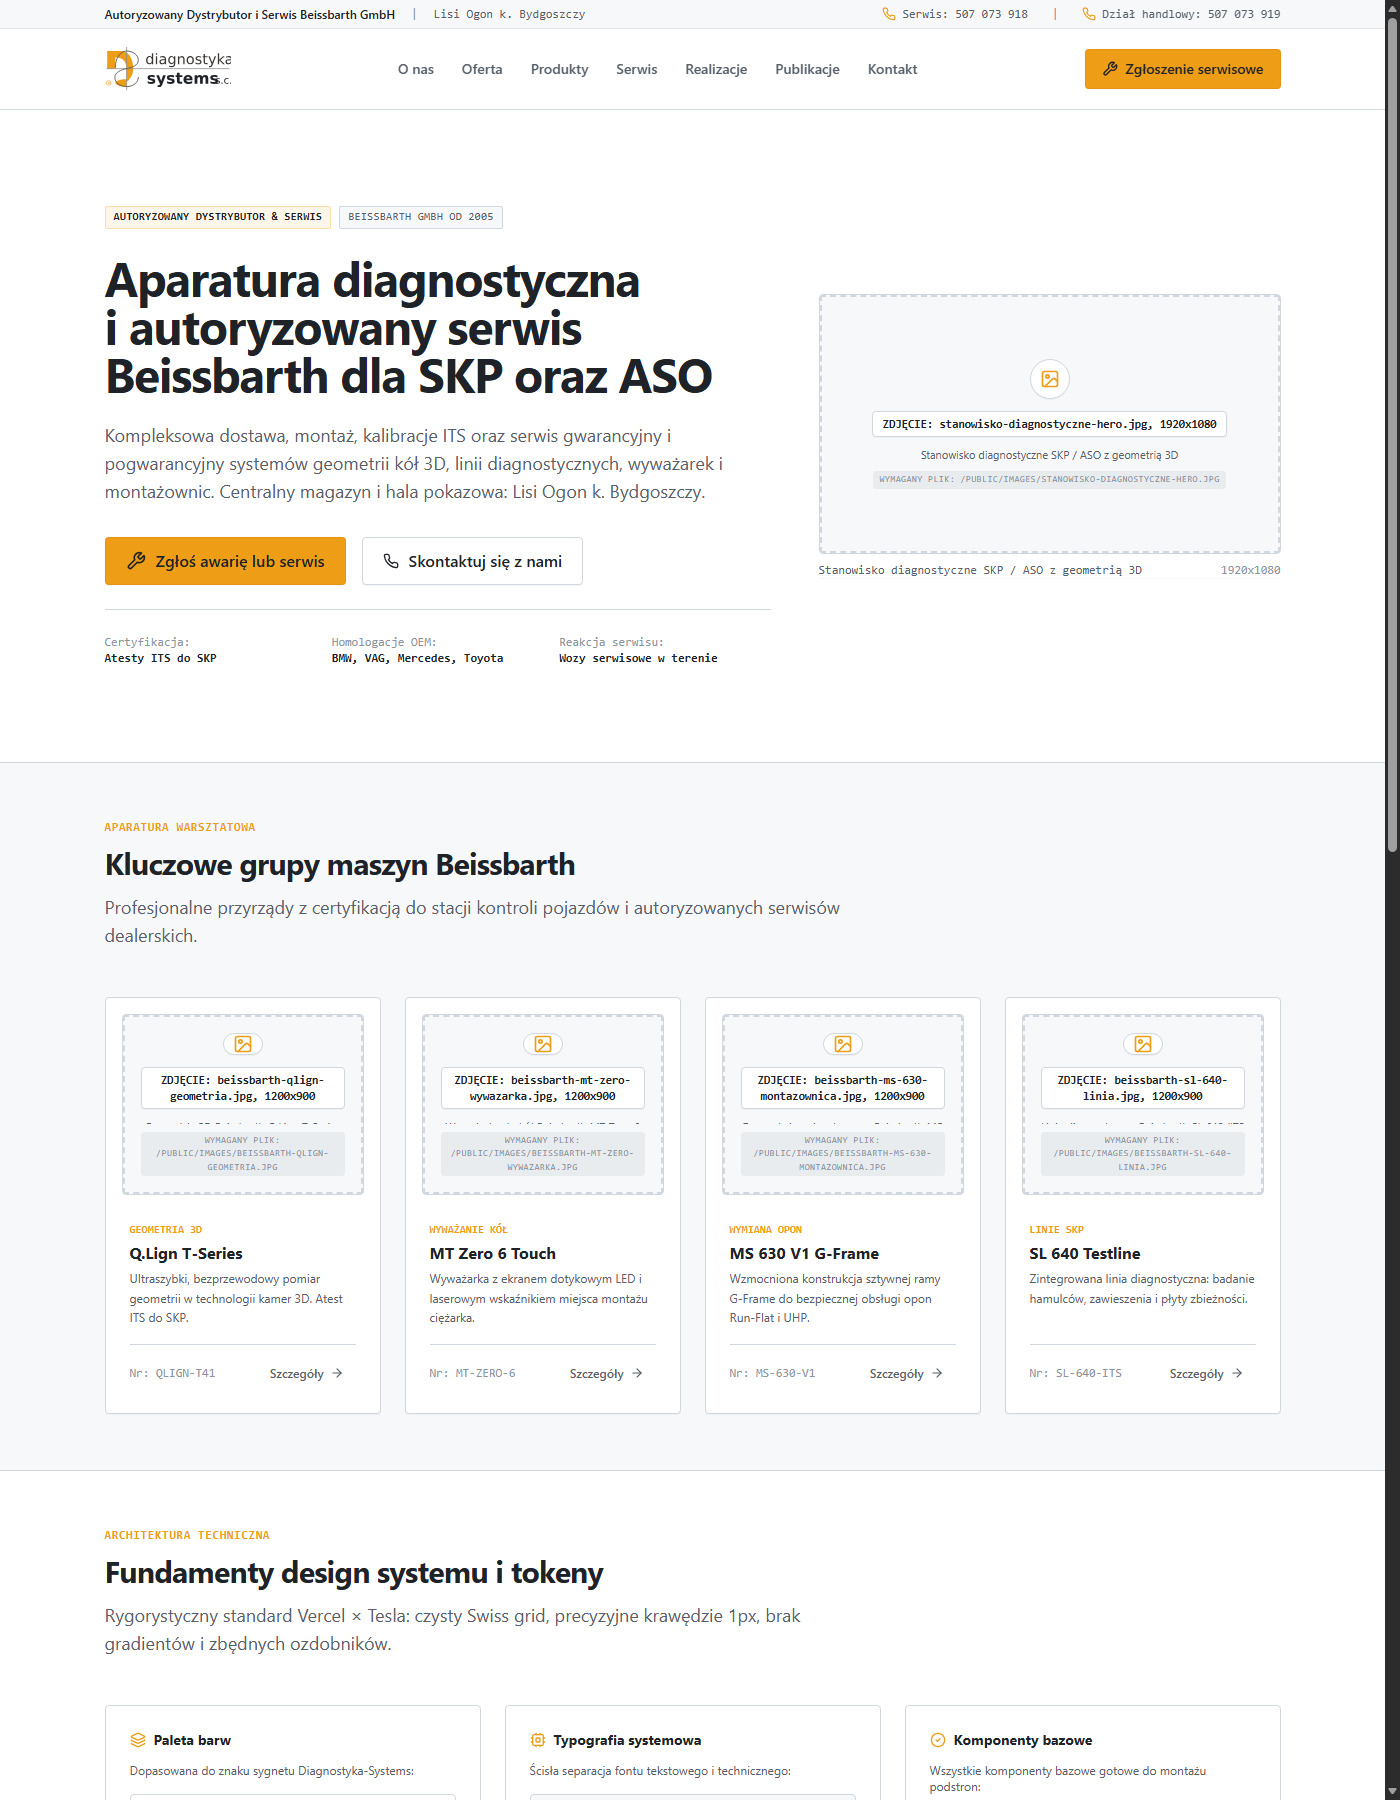 Autoryzowany Dystrybutor i Serwis Beissbarth GmbH | Lisi Ogon k. Bydgoszczy
Serwis: 507 073 918 | Dział handlowy: 507 073 919
diagnostyka
systems s.c.
O nas Oferta Produkty Serwis Realizacje Publikacje Kontakt
Zgłoszenie serwisowe
AUTORYZOWANY DYSTRYBUTOR & SERWIS
BEISSBARTH GMBH OD 2005
Aparatura diagnostyczna
i autoryzowany serwis
Beissbarth dla SKP oraz ASO
Kompleksowa dostawa, montaż, kalibracje ITS oraz serwis gwarancyjny i
pogwarancyjny systemów geometrii kół 3D, linii diagnostycznych, wyważarek i
montażownic. Centralny magazyn i hala pokazowa: Lisi Ogon k. Bydgoszczy.
Zgłoś awarię lub serwis
Skontaktuj się z nami
Certyfikacja:
Atesty ITS do SKP
Homologacje OEM:
BMW, VAG, Mercedes, Toyota
Reakcja serwisu:
Wozy serwisowe w terenie
ZDJĘCIE: stanowisko-diagnostyczne-hero.jpg, 1920x1080
Stanowisko diagnostyczne SKP / ASO z geometrią 3D
WYMAGANY PLIK: /PUBLIC/IMAGES/STANOWISKO-DIAGNOSTYCZNE-HERO.JPG
Stanowisko diagnostyczne SKP / ASO z geometrią 3D 1920x1080
APARATURA WARSZTATOWA
Kluczowe grupy maszyn Beissbarth
Profesjonalne przyrządy z certyfikacją do stacji kontroli pojazdów i autoryzowanych serwisów
dealerskich.
ZDJĘCIE: beissbarth-qlign-
geometria.jpg, 1200x900
WYMAGANY PLIK:
/PUBLIC/IMAGES/BEISSBARTH-QLIGN-
GEOMETRIA.JPG
GEOMETRIA 3D
Q.Lign T-Series
Ultraszybki, bezprzewodowy pomiar
geometrii w technologii kamer 3D. Atest
ITS do SKP.
Nr: QLIGN-T41
Szczegóły
ZDJĘCIE: beissbarth-mt-zero-
wywazarka.jpg, 1200x900
WYMAGANY PLIK:
/PUBLIC/IMAGES/BEISSBARTH-MT-ZERO-
WYWAZARKA.JPG
WYWAŻANIE KÓŁ
MT Zero 6 Touch
Wyważarka z ekranem dotykowym LED i
laserowym wskaźnikiem miejsca montażu
ciężarka.
Nr: MT-ZERO-6
Szczegóły
ZDJĘCIE: beissbarth-ms-630-
montazownica.jpg, 1200x900
WYMAGANY PLIK:
/PUBLIC/IMAGES/BEISSBARTH-MS-630-
MONTAZOWNICA.JPG
WYMIANA OPON
MS 630 V1 G-Frame
Wzmocniona konstrukcja sztywnej ramy
G-Frame do bezpiecznej obsługi opon
Run-Flat i UHP.
Nr: MS-630-V1
Szczegóły
ZDJĘCIE: beissbarth-sl-640-
linia.jpg, 1200x900
WYMAGANY PLIK:
/PUBLIC/IMAGES/BEISSBARTH-SL-640-
LINIA.JPG
LINIE SKP
SL 640 Testline
Zintegrowana linia diagnostyczna: badanie
hamulców, zawieszenia i płyty zbieżności.
Nr: SL-640-ITS
Szczegóły
ARCHITEKTURA TECHNICZNA
Fundamenty design systemu i tokeny
Rygorystyczny standard Vercel × Tesla: czysty Swiss grid, precyzyjne krawędzie 1px, brak
gradientów i zbędnych ozdobników.
Paleta barw
Dopasowana do znaku sygnetu Diagnostyka-Systems:
Typografia systemowa
Ścisła separacja fontu tekstowego i technicznego:
Komponenty bazowe
Wszystkie komponenty bazowe gotowe do montażu
podstron: